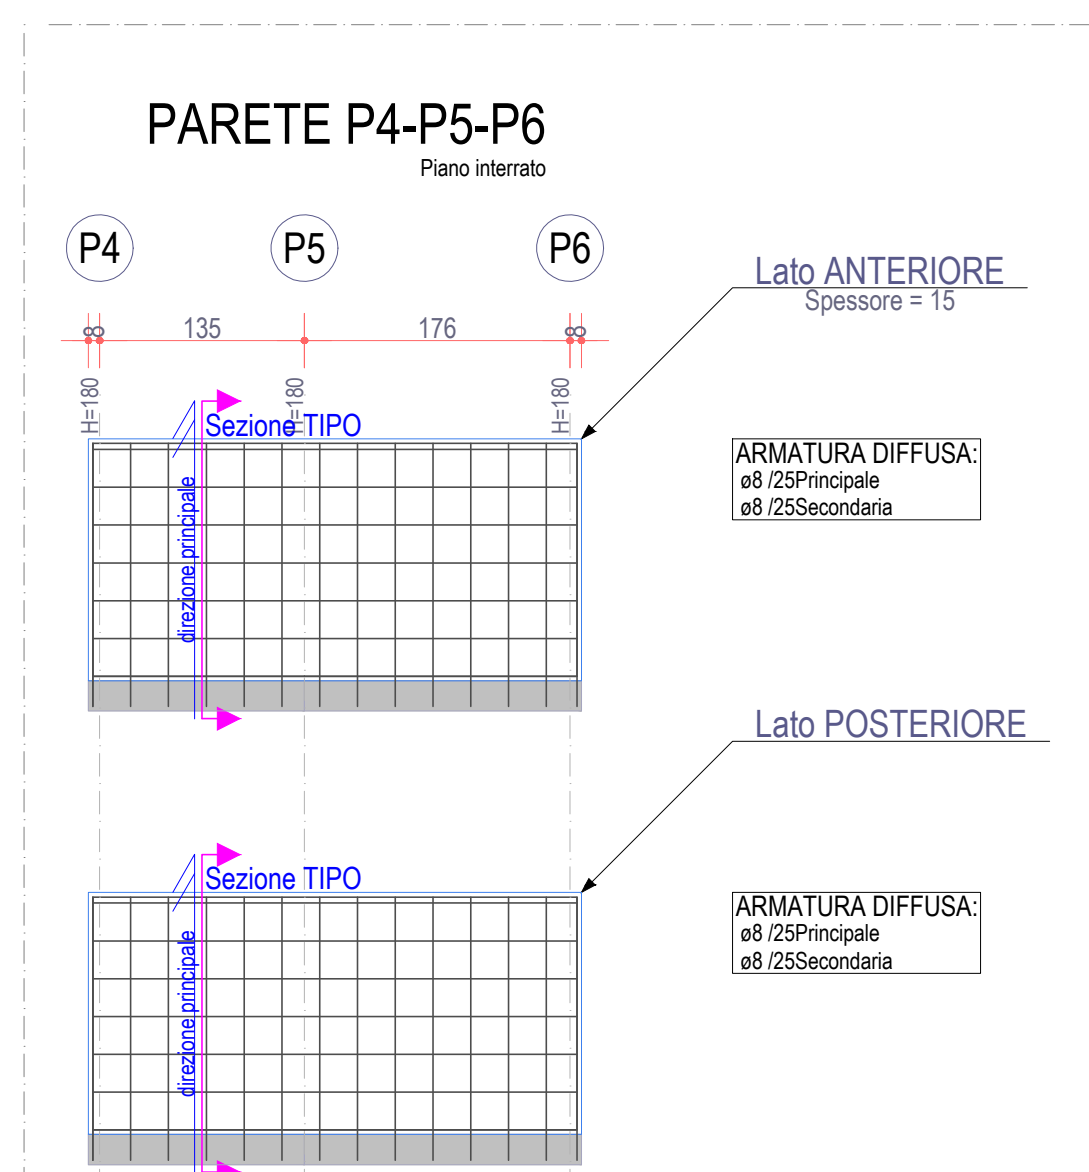 PARETE P4-P5-P6
Piano interrato
P4 P5 P6
Lato ANTERIORE
Spessore = 15
8 135 176 8
H=180 H=180 H=180
Sezione TIPO
direzione principale
ARMATURA DIFFUSA:
ø8 /25Principale
ø8 /25Secondaria
Lato POSTERIORE
Sezione TIPO
direzione principale
ARMATURA DIFFUSA:
ø8 /25Principale
ø8 /25Secondaria